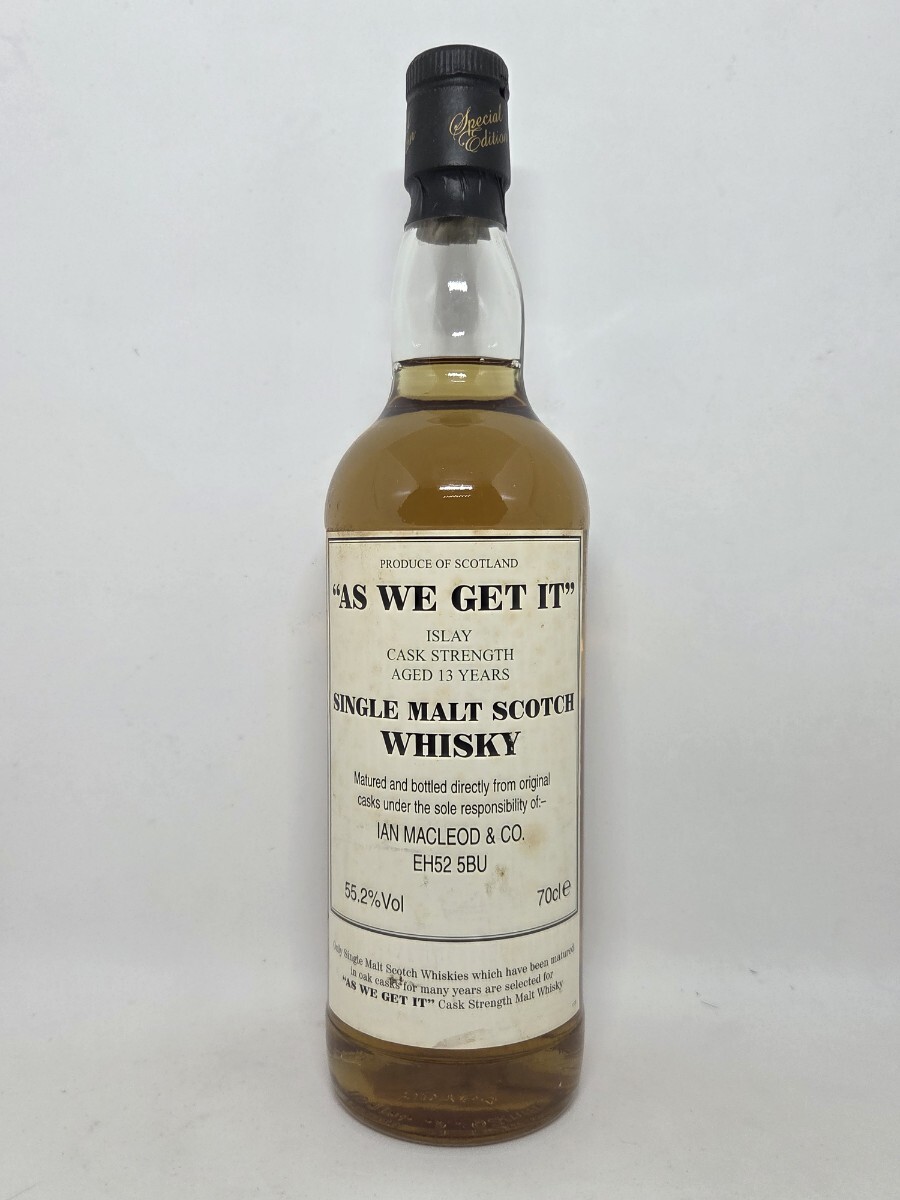 Special
Edition
PRODUCE OF SCOTLAND
“AS WE GET IT”
ISLAY
CASK STRENGTH
AGED 13 YEARS
SINGLE MALT SCOTCH
WHISKY
Matured and bottled directly from original
casks under the sole responsibility of:–
IAN MACLEOD & CO.
EH52 5BU
55.2%Vol 70cl e
Only Single Malt Scotch Whiskies which have been matured
in oak casks for many years are selected for
“AS WE GET IT” Cask Strength Malt Whisky